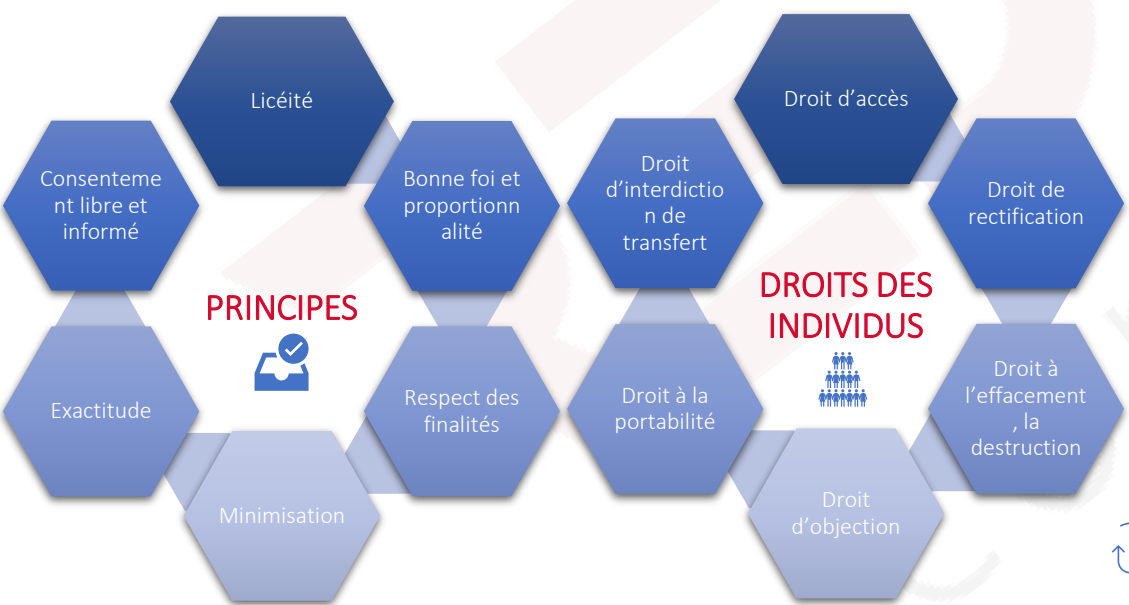 Licéité
Bonne foi et
proportionn
alité
Respect des
finalités
Minimisation
Exactitude
Consenteme
nt libre et
informé
PRINCIPES
Droit d’accès
Droit de
rectification
Droit à
l’effacement
, la
destruction
Droit
d’objection
Droit à la
portabilité
Droit
d’interdictio
n de
transfert
DROITS DES
INDIVIDUS